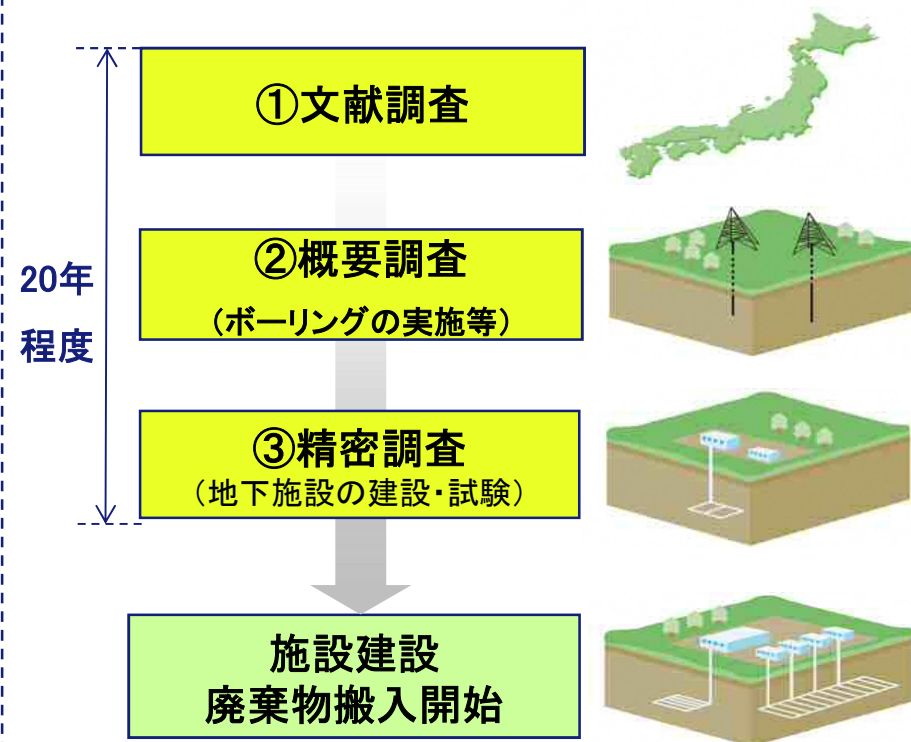 ①文献調査
20年
程度
②概要調査
（ボーリングの実施等）
③精密調査
（地下施設の建設・試験）
施設建設
廃棄物搬入開始